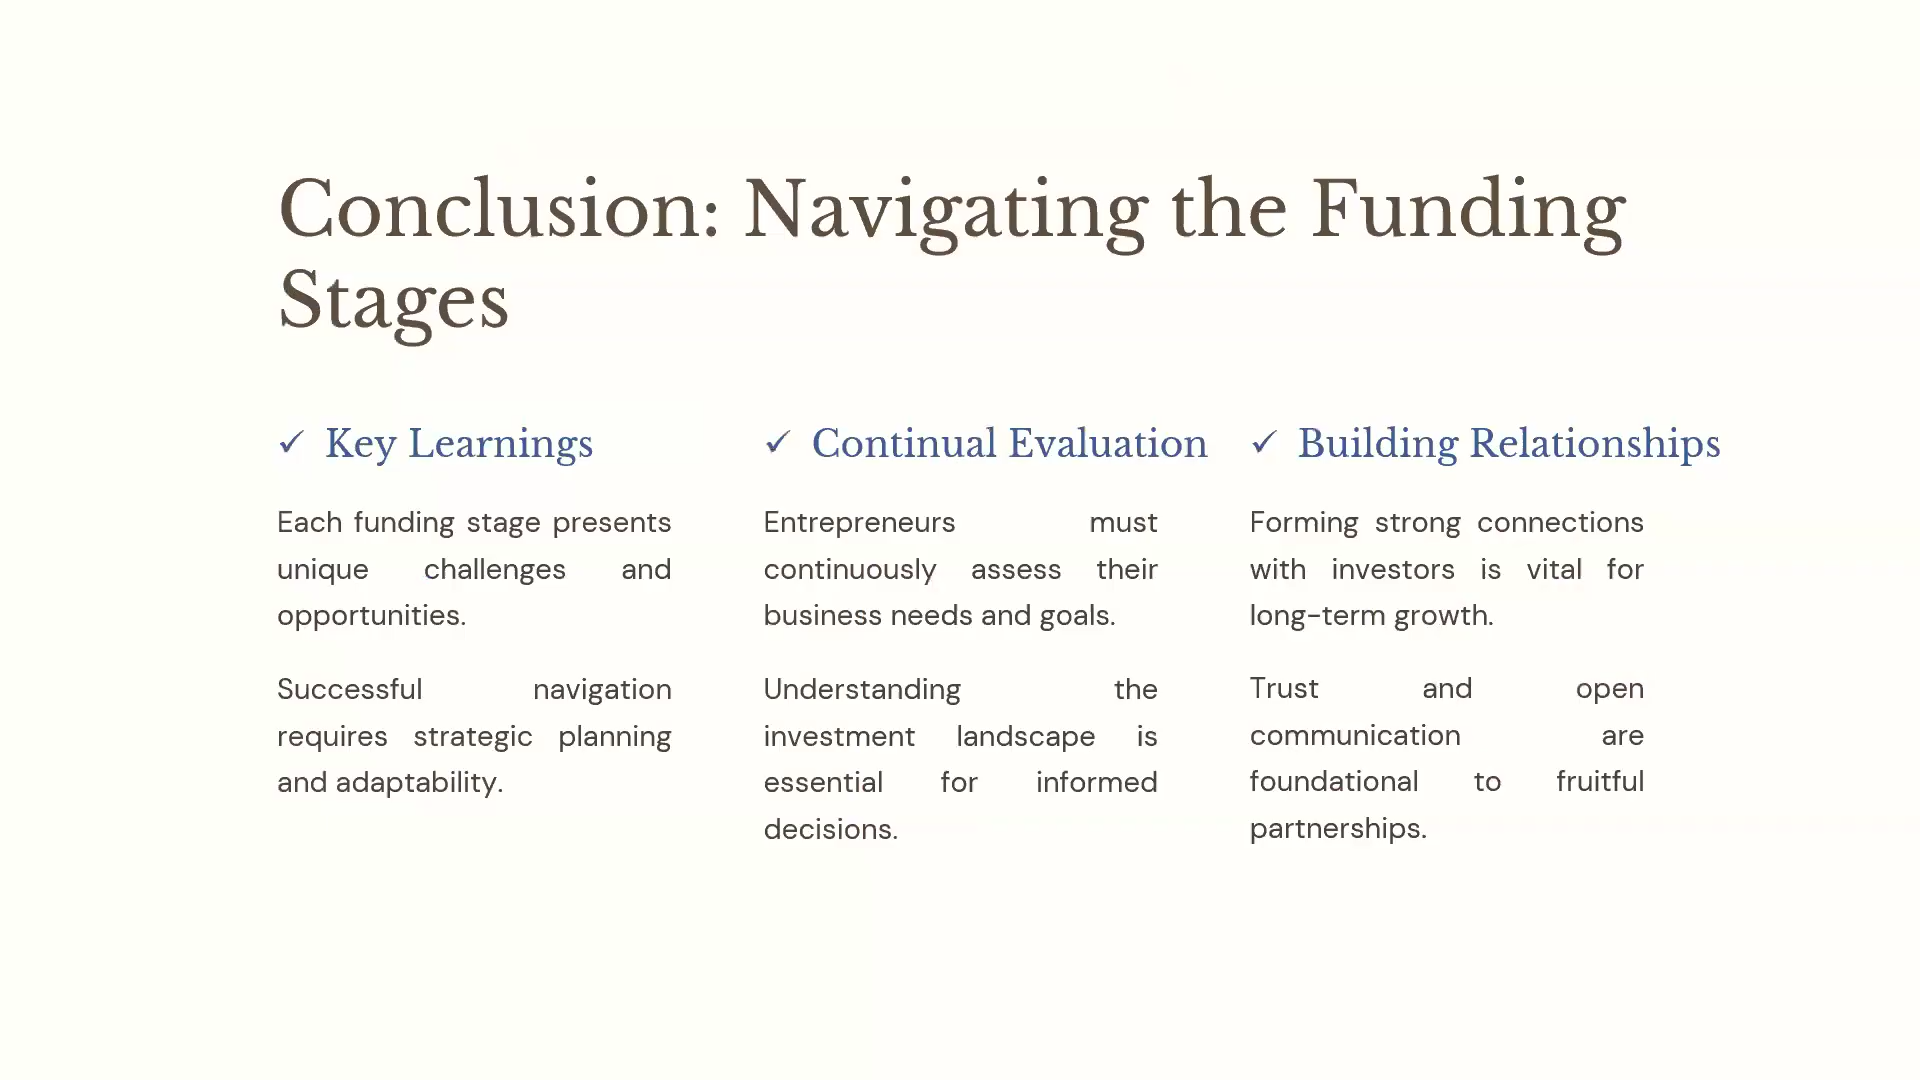 Conclusion: Navigating the Funding
Stages
✓ Key Learnings
Each funding stage presents
unique challenges and
opportunities.
Successful navigation
requires strategic planning
and adaptability.
✓ Continual Evaluation
Entrepreneurs must
continuously assess their
business needs and goals.
Understanding the
investment landscape is
essential for informed
decisions.
✓ Building Relationships
Forming strong connections
with investors is vital for
long-term growth.
Trust and open
communication are
foundational to fruitful
partnerships.